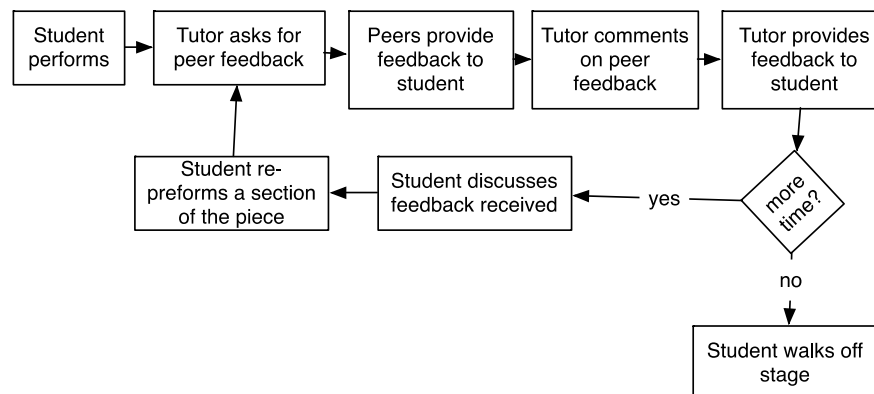 Student
performs
Tutor asks for
peer feedback
Peers provide
feedback to
student
Tutor comments
on peer
feedback
Tutor provides
feedback to
student
more
time?
yes
Student discusses
feedback received
Student re-
preforms a section
of the piece
no
Student walks off
stage